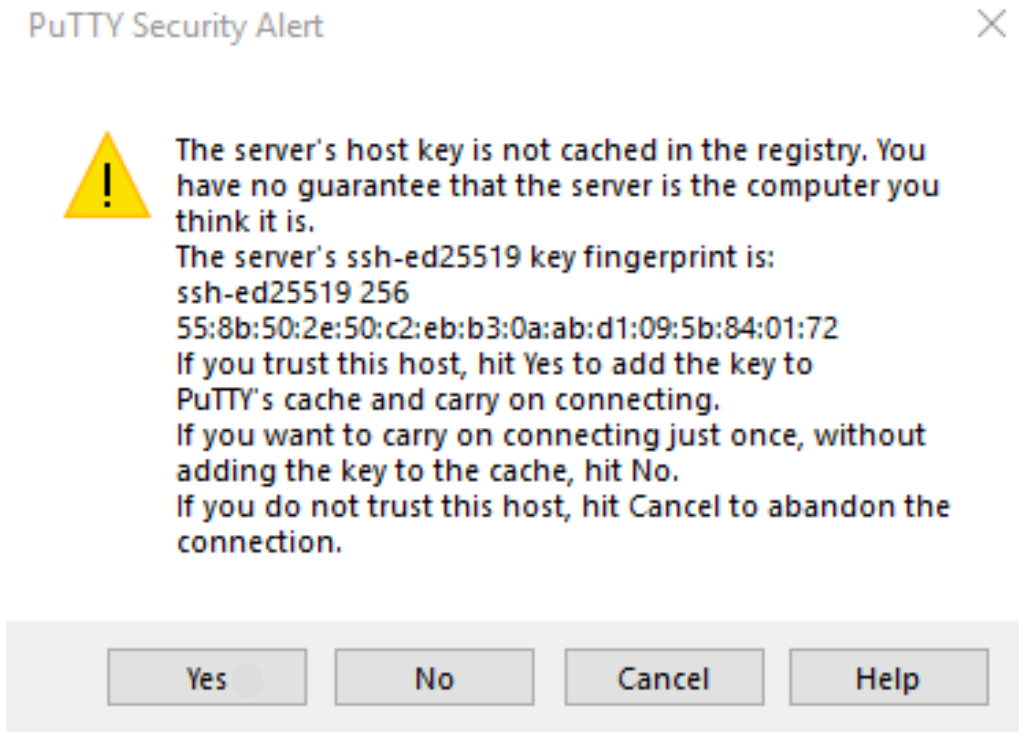 PuTTY Security Alert
The server's host key is not cached in the registry. You
have no guarantee that the server is the computer you
think it is.
The server's ssh-ed25519 key fingerprint is:
ssh-ed25519 256
55:8b:50:2e:50:c2:eb:b3:0a:ab:d1:09:5b:84:01:72
If you trust this host, hit Yes to add the key to
PuTTY's cache and carry on connecting.
If you want to carry on connecting just once, without
adding the key to the cache, hit No.
If you do not trust this host, hit Cancel to abandon the
connection.
Yes No Cancel Help